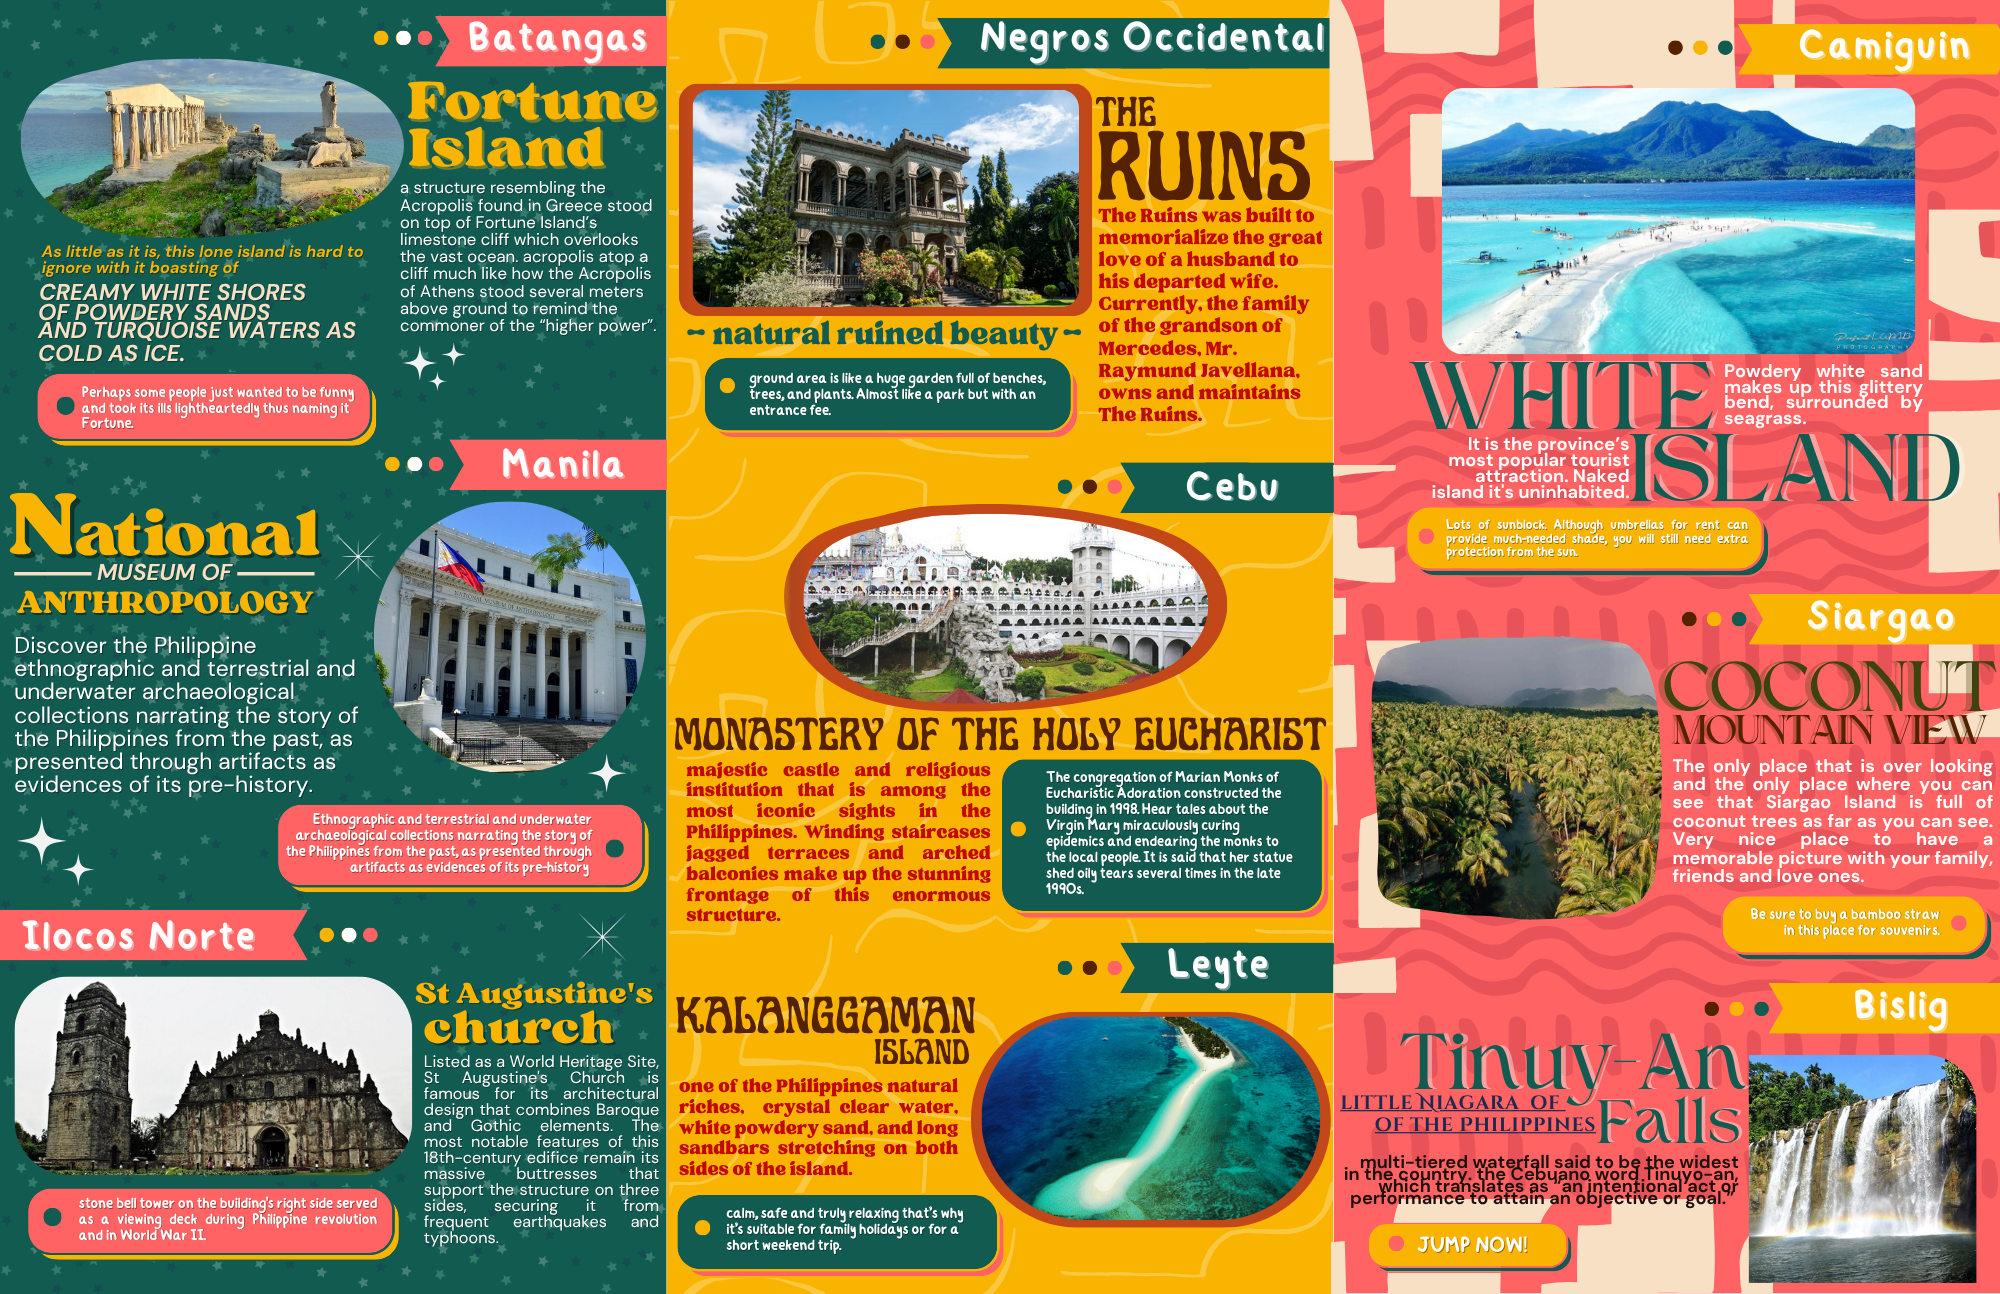 Batangas
Fortune
Island
a structure resembling the
Acropolis found in Greece stood
on top of Fortune Island's
limestone cliff which overlooks
the vast ocean. acropolis atop a
cliff much like how the Acropolis
of Athens stood several meters
above ground to remind the
commoner of the "higher power".
As little as it is, this lone island is hard to
ignore with it boasting of
CREAMY WHITE SHORES
OF POWDERY SANDS
AND TURQUOISE WATERS AS
COLD AS ICE.
Perhaps some people just wanted to be funny
and took its ills lightheartedly thus naming it
Fortune.
Manila
National
MUSEUM OF
ANTHROPOLOGY
Discover the Philippine
ethnographic and terrestrial and
underwater archaeological
collections narrating the story of
the Philippines from the past, as
presented through artifacts as
evidences of its pre-history.
NATIONAL MUSEUM OF ANTHROPOLOGY
Ethnographic and terrestrial and underwater
archaeological collections narrating the story of
the Philippines from the past, as presented through
artifacts as evidences of its pre-history
Ilocos Norte
St Augustine's
church
Listed as a World Heritage Site,
St Augustine's Church is
famous for its architectural
design that combines Baroque
and Gothic elements. The
most notable features of this
18th-century edifice remain its
massive buttresses that
support the structure on three
sides, securing it from
frequent earthquakes and
typhoons.
stone bell tower on the building's right side served
as a viewing deck during Philippine revolution
and in World War II.
Negros Occidental
THE
RUINS
The Ruins was built to
memorialize the great
love of a husband to
his departed wife.
Currently, the family
of the grandson of
Mercedes, Mr.
Raymund Javellana,
owns and maintains
The Ruins.
~ natural ruined beauty ~
ground area is like a huge garden full of benches,
trees, and plants. Almost like a park but with an
entrance fee.
Cebu
MONASTERY OF THE HOLY EUCHARIST
majestic castle and religious
institution that is among the
most iconic sights in the
Philippines. Winding staircases
jagged terraces and arched
balconies make up the stunning
frontage of this enormous
structure.
The congregation of Marian Monks of
Eucharistic Adoration constructed the
building in 1998. Hear tales about the
Virgin Mary miraculously curing
epidemics and endearing the monks to
the local people. It is said that her statue
shed oily tears several times in the late
1990s.
Leyte
KALANGGAMAN
ISLAND
one of the Philippines natural
riches, crystal clear water,
white powdery sand, and long
sandbars stretching on both
sides of the island.
calm, safe and truly relaxing that's why
it's suitable for family holidays or for a
short weekend trip.
Camiguin
PHOTOGRAPHY
WHITE
Powdery white sand
makes up this glittery
bend, surrounded by
seagrass.
It is the province's
most popular tourist
attraction. Naked
island it's uninhabited.
ISLAND
Lots of sunblock. Although umbrellas for rent can
provide much-needed shade, you will still need extra
protection from the sun.
Siargao
COCONUT
MOUNTAIN VIEW
The only place that is over looking
and the only place where you can
see that Siargao Island is full of
coconut trees as far as you can see.
Very nice place to have a
memorable picture with your family,
friends and love ones.
Be sure to buy a bamboo straw
in this place for souvenirs.
Bislig
Tinuy-An
Falls
LITTLE NIAGARA OF
OF THE PHILIPPINES
multi-tiered waterfall said to be the widest
in the country. the Cebuano word Tinuyo-an,
which translates as "an intentional act or
performance to attain an objective or goal."
JUMP NOW!